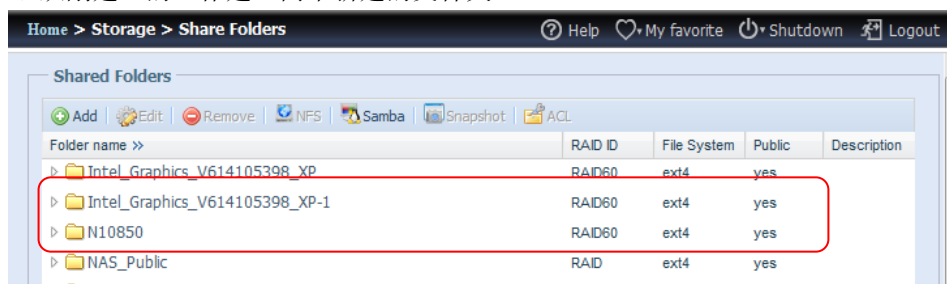 Home > Storage > Share Folders Help My favorite Shutdown Logout
Shared Folders
Add Edit Remove NFS Samba Snapshot ACL
Folder name » RAID ID File System Public Description
Intel_Graphics_V614105398_XP RAID60 ext4 yes
Intel_Graphics_V614105398_XP-1 RAID60 ext4 yes
N10850 RAID60 ext4 yes
NAS_Public RAID ext4 yes